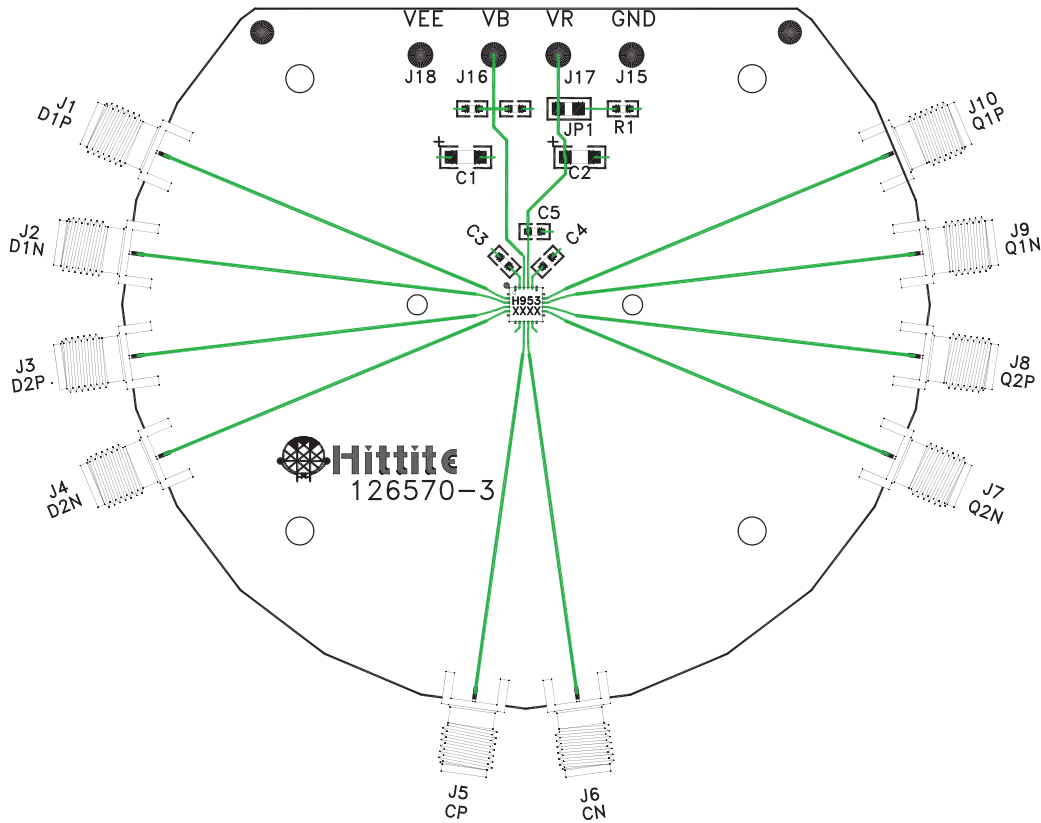 VEE VB VR GND
J18 J16 J17 J15
J1
D1P
J10
Q1P
JP1 R1
+ +
C1 C2
J2
D1N
C5
C3 C4
J9
Q1N
H953
XXXX
J3
D2P
J8
Q2P
Hittite
126570-3
J4
D2N
J7
Q2N
J5
CP
J6
CN